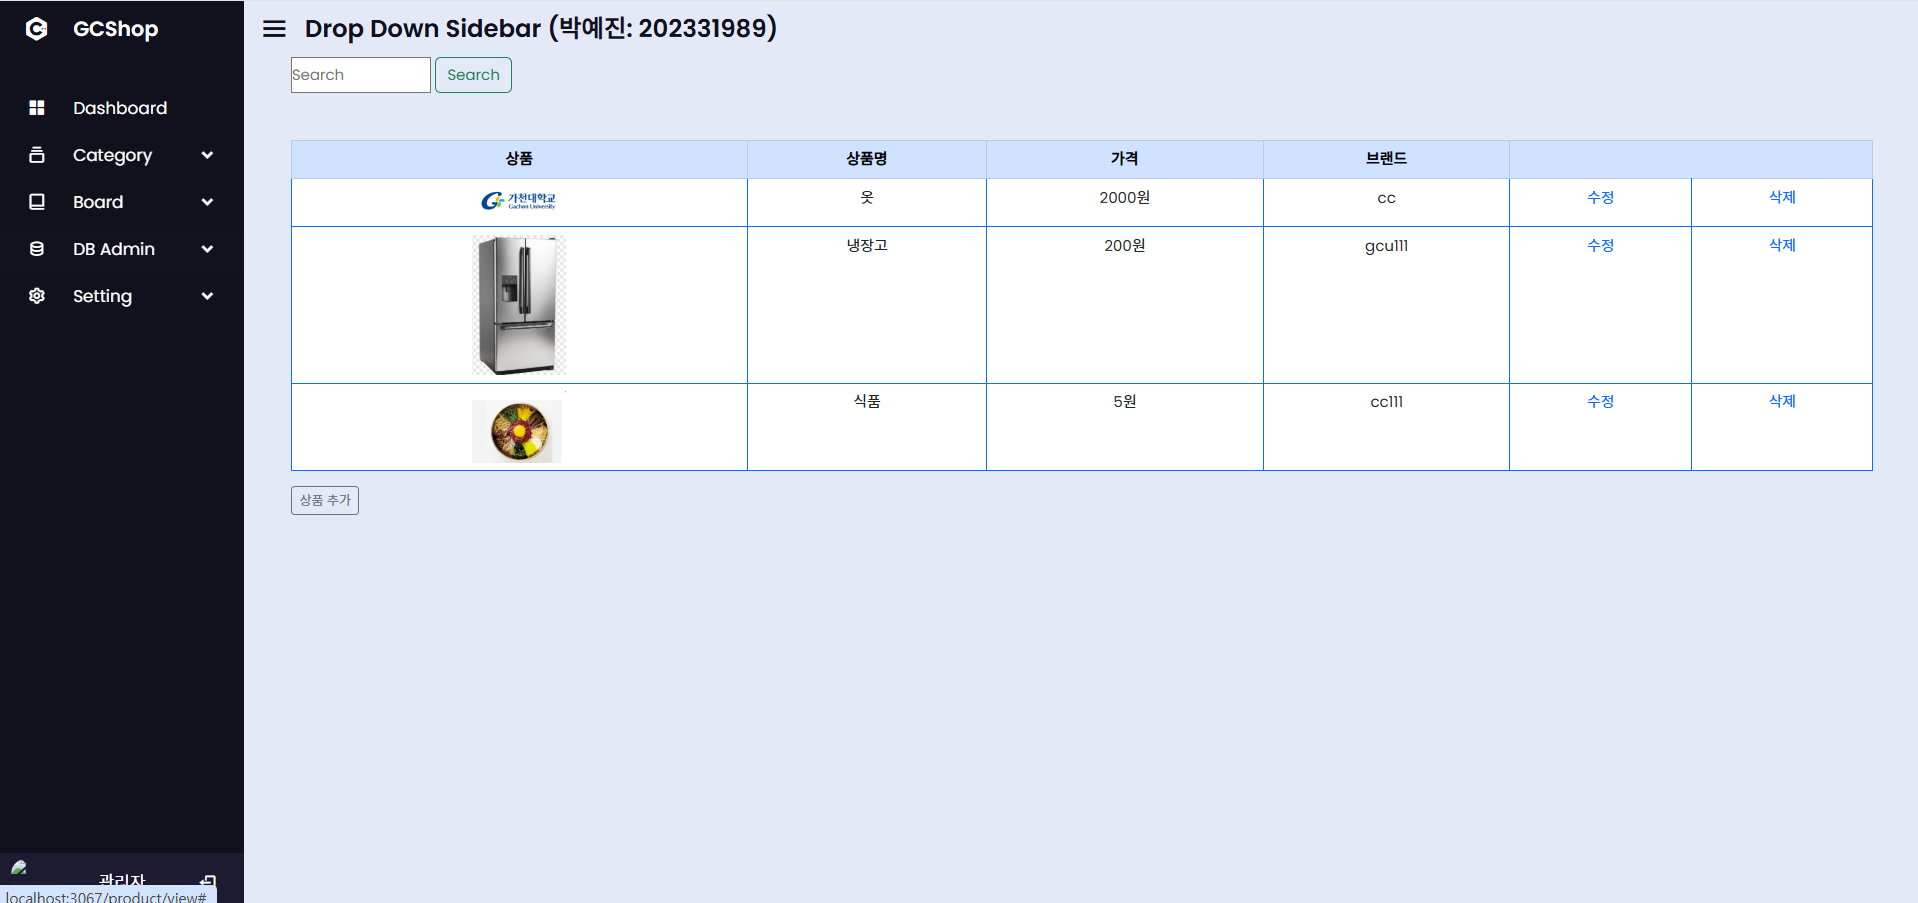 GCShop
Dashboard
Category
Board
DB Admin
Setting
관리자
localhost:3067/product/view#
Drop Down Sidebar (박예진: 202331989)
Search Search
상품 상품명 가격 브랜드
가천대학교
Gachon University
옷 2000원 cc 수정 삭제
냉장고 200원 gcu111 수정 삭제
식품 5원 cc111 수정 삭제
상품 추가